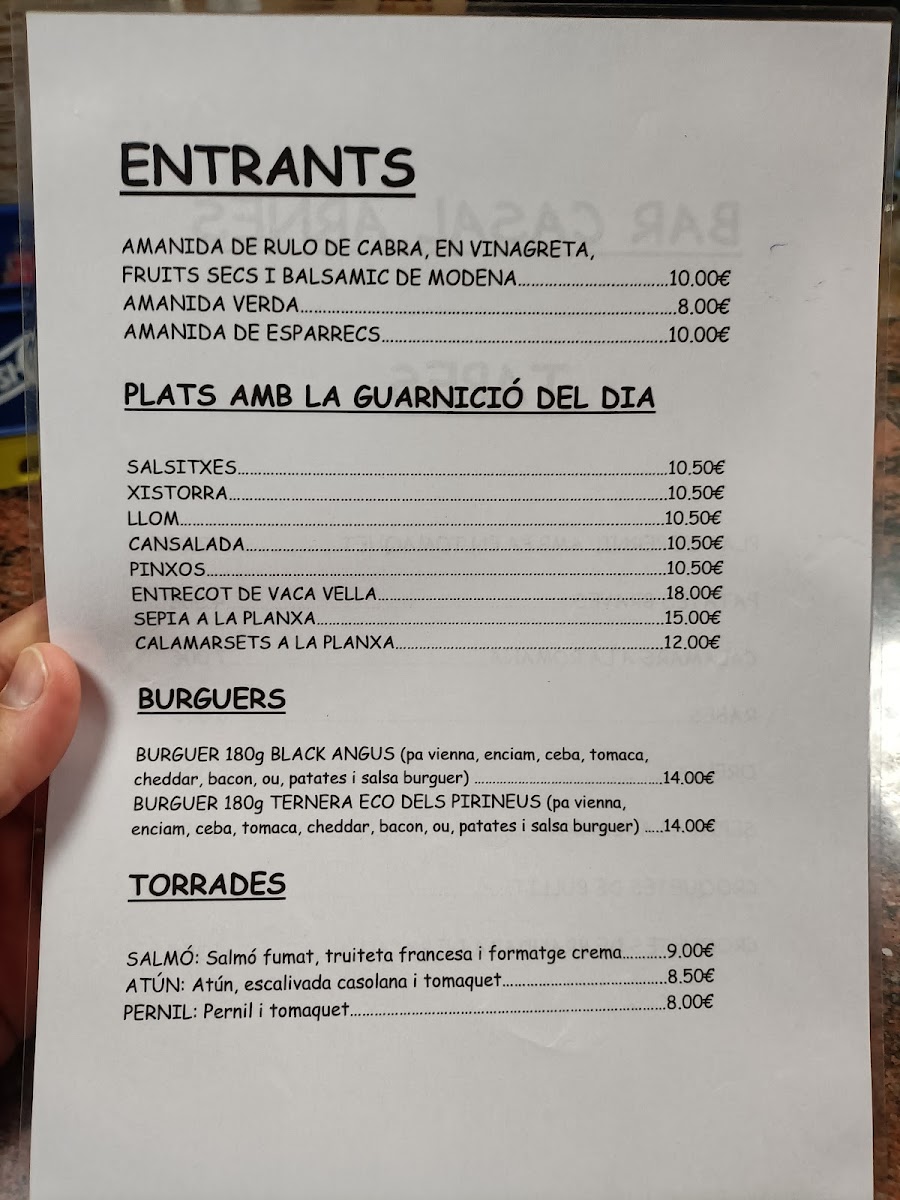 ENTRANTS
AMANIDA DE RULO DE CABRA, EN VINAGRETA,
FRUITS SECS I BALSAMIC DE MODENA..............................10.00€
AMANIDA VERDA..............................8.00€
AMANIDA DE ESPARRECS..............................10.00€
PLATS AMB LA GUARNICIÓ DEL DIA
SALSITXES..............................10.50€
XISTORRA..............................10.50€
LLOM..............................10.50€
CANSALADA..............................10.50€
PINXOS..............................10.50€
ENTRECOT DE VACA VELLA..............................18.00€
SEPIA A LA PLANXA..............................15.00€
CALAMARSETS A LA PLANXA..............................12.00€
BURGUERS
BURGUER 180g BLACK ANGUS (pa vienna, enciam, ceba, tomaca,
cheddar, bacon, ou, patates i salsa burguer) ..............................14.00€
BURGUER 180g TERNERA ECO DELS PIRINEUS (pa vienna,
enciam, ceba, tomaca, cheddar, bacon, ou, patates i salsa burguer) .....14.00€
TORRADES
SALMÓ: Salmó fumat, truiteta francesa i formatge crema..........9.00€
ATÚN: Atún, escalivada casolana i tomaquet..............................8.50€
PERNIL: Pernil i tomaquet..............................8.00€